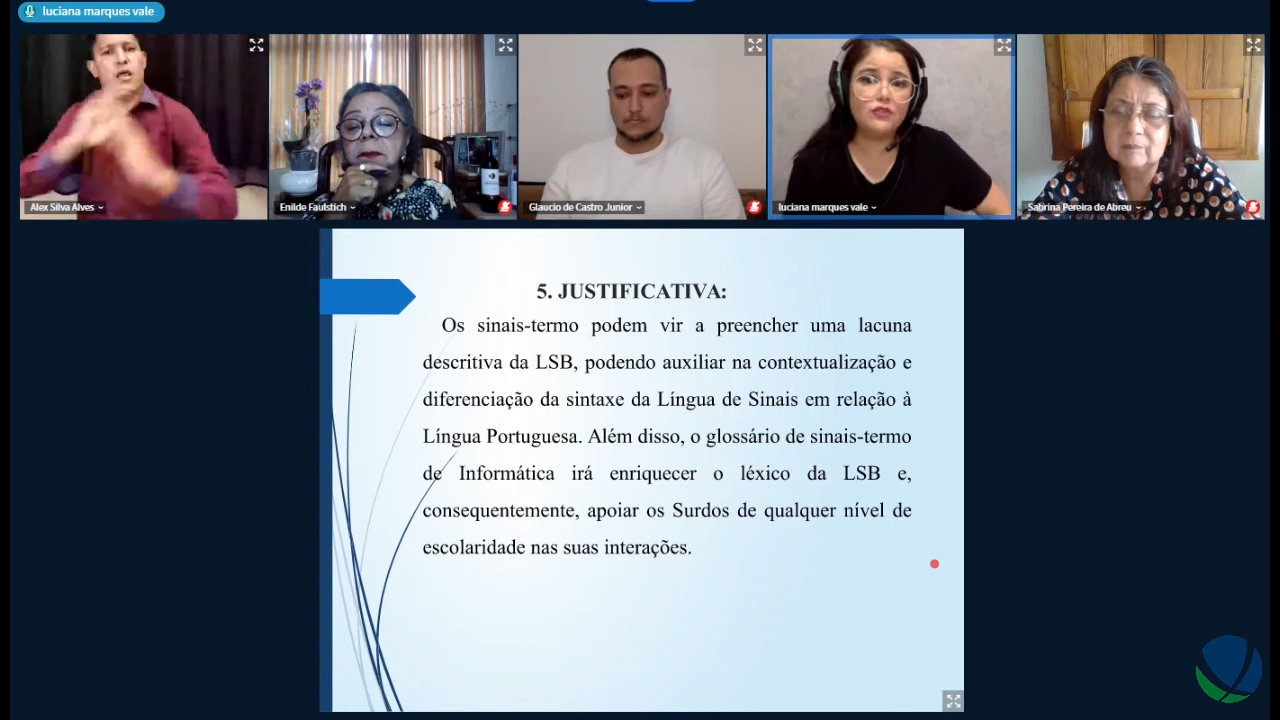 luciana marques vale
Alex Silva Alves
Enilde Faulstich
Glaucio de Castro Junior
luciana marques vale
Sabrina Pereira de Abreu
5. JUSTIFICATIVA:
Os sinais-termo podem vir a preencher uma lacuna
descritiva da LSB, podendo auxiliar na contextualização e
diferenciação da sintaxe da Língua de Sinais em relação à
Língua Portuguesa. Além disso, o glossário de sinais-termo
de Informática irá enriquecer o léxico da LSB e,
consequentemente, apoiar os Surdos de qualquer nível de
escolaridade nas suas interações.